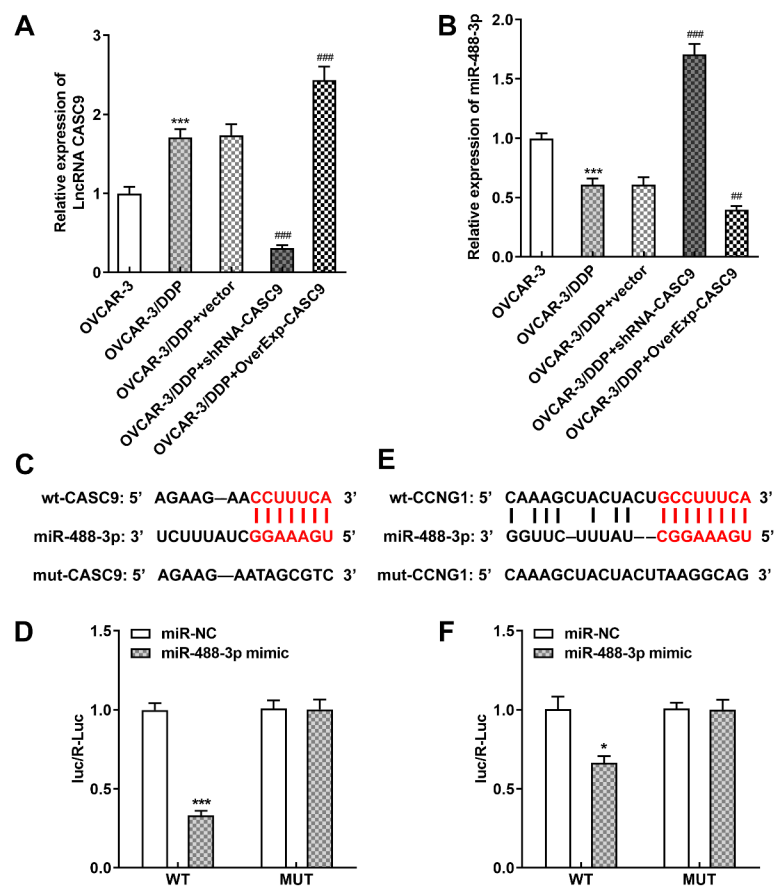 A
Relative expression of
LncRNA CASC9
3
2
1
0
***
###
###
OVCAR-3
OVCAR-3/DDP
OVCAR-3/DDP+vector
OVCAR-3/DDP+shRNA-CASC9
OVCAR-3/DDP+OverExp-CASC9
B
Relative expression of miR-488-3p
2.0
1.5
1.0
0.5
0.0
***
###
##
OVCAR-3
OVCAR-3/DDP
OVCAR-3/DDP+vector
OVCAR-3/DDP+shRNA-CASC9
OVCAR-3/DDP+OverExp-CASC9
C
wt-CASC9: 5’ AGAAG—AACCUUUCA 3’
miR-488-3p: 3’ UCUUUAUCGGAAAGU 5’
mut-CASC9: 5’ AGAAG—AATAGCGTC 3’
E
wt-CCNG1: 5’ CAAAGCUACUACUGCCUUUCA 3’
miR-488-3p: 3’ GGUUC—UUUAU——CGGAAAGU 5’
mut-CCNG1: 5’ CAAAGCUACUACUTAAGGCAG 3’
D
luc/R-Luc
1.5
1.0
0.5
0.0
miR-NC
miR-488-3p mimic
***
WT
MUT
F
luc/R-Luc
1.5
1.0
0.5
0.0
miR-NC
miR-488-3p mimic
*
WT
MUT